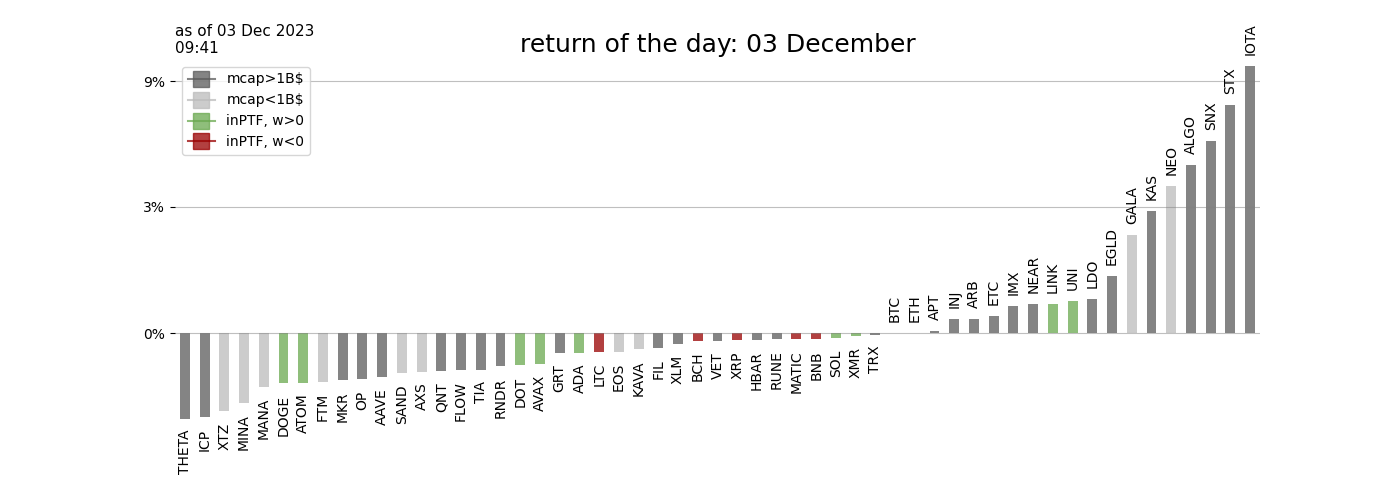 as of 03 Dec 2023
09:41
return of the day: 03 December
mcap>1B$
mcap<1B$
inPTF, w>0
inPTF, w<0
9%
3%
0%
THETA
ICP
XTZ
MINA
MANA
DOGE
ATOM
FTM
MKR
OP
AAVE
SAND
AXS
QNT
FLOW
TIA
RNDR
DOT
AVAX
GRT
ADA
LTC
EOS
KAVA
FIL
XLM
BCH
VET
XRP
HBAR
RUNE
MATIC
BNB
SOL
XMR
TRX
BTC
ETH
APT
INJ
ARB
ETC
IMX
NEAR
LINK
UNI
LDO
EGLD
GALA
KAS
NEO
ALGO
SNX
STX
IOTA